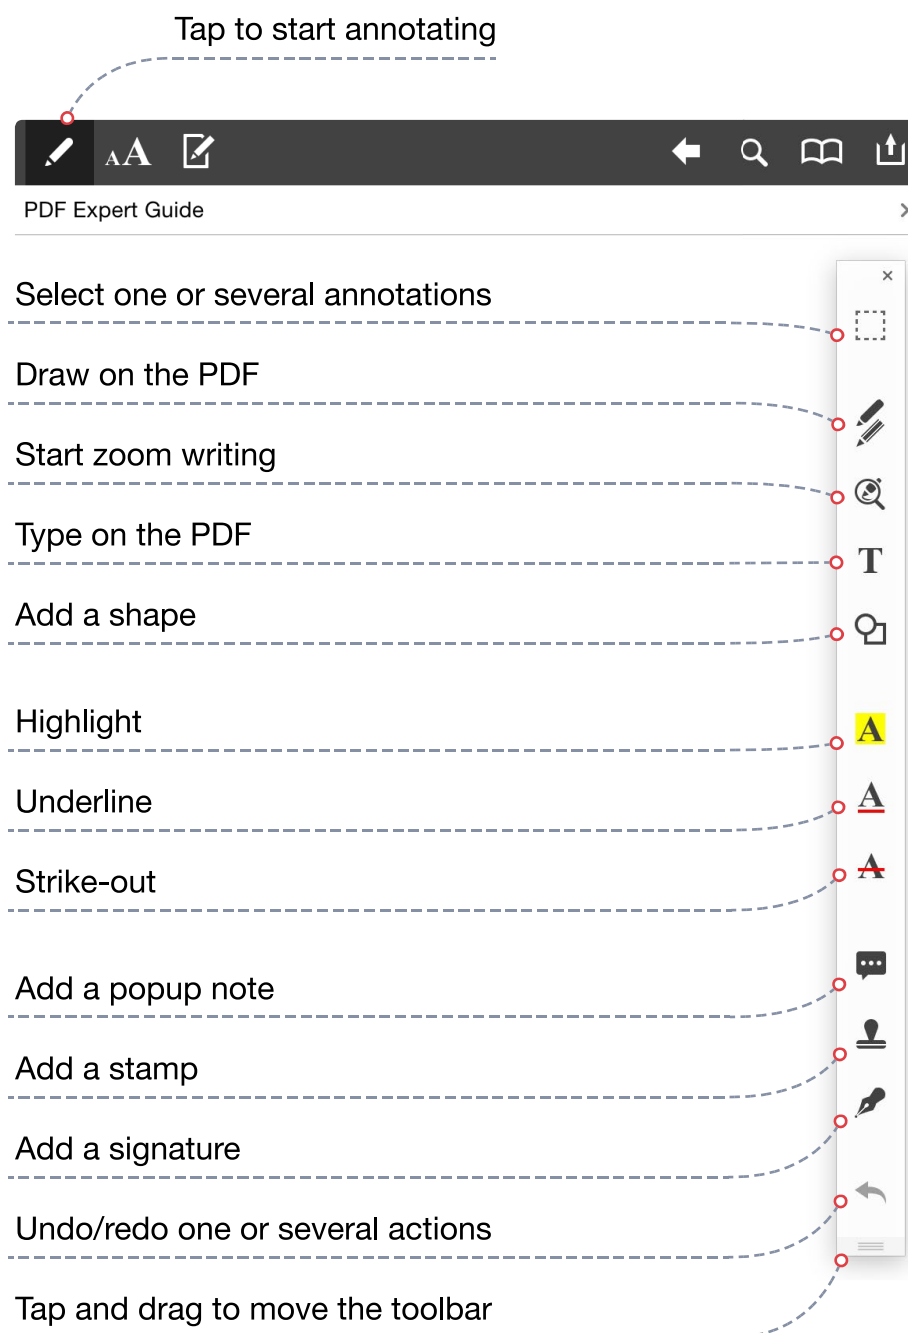 Tap to start annotating
AA
PDF Expert Guide
Select one or several annotations
Draw on the PDF
Start zoom writing
Type on the PDF
T
Add a shape
Highlight
A
Underline
A
Strike-out
A
Add a popup note
Add a stamp
Add a signature
Undo/redo one or several actions
Tap and drag to move the toolbar